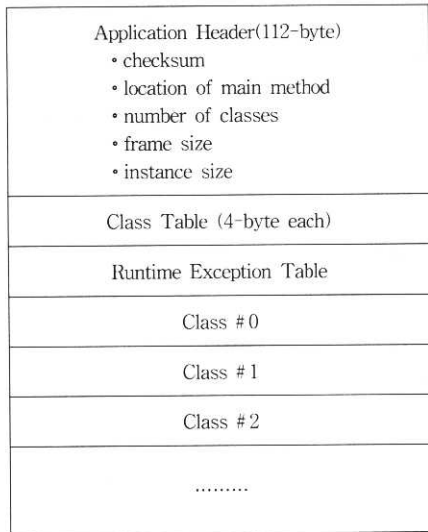 Application Header(112-byte)
∘ checksum
∘ location of main method
∘ number of classes
∘ frame size
∘ instance size
Class Table (4-byte each)
Runtime Exception Table
Class #0
Class #1
Class #2
………